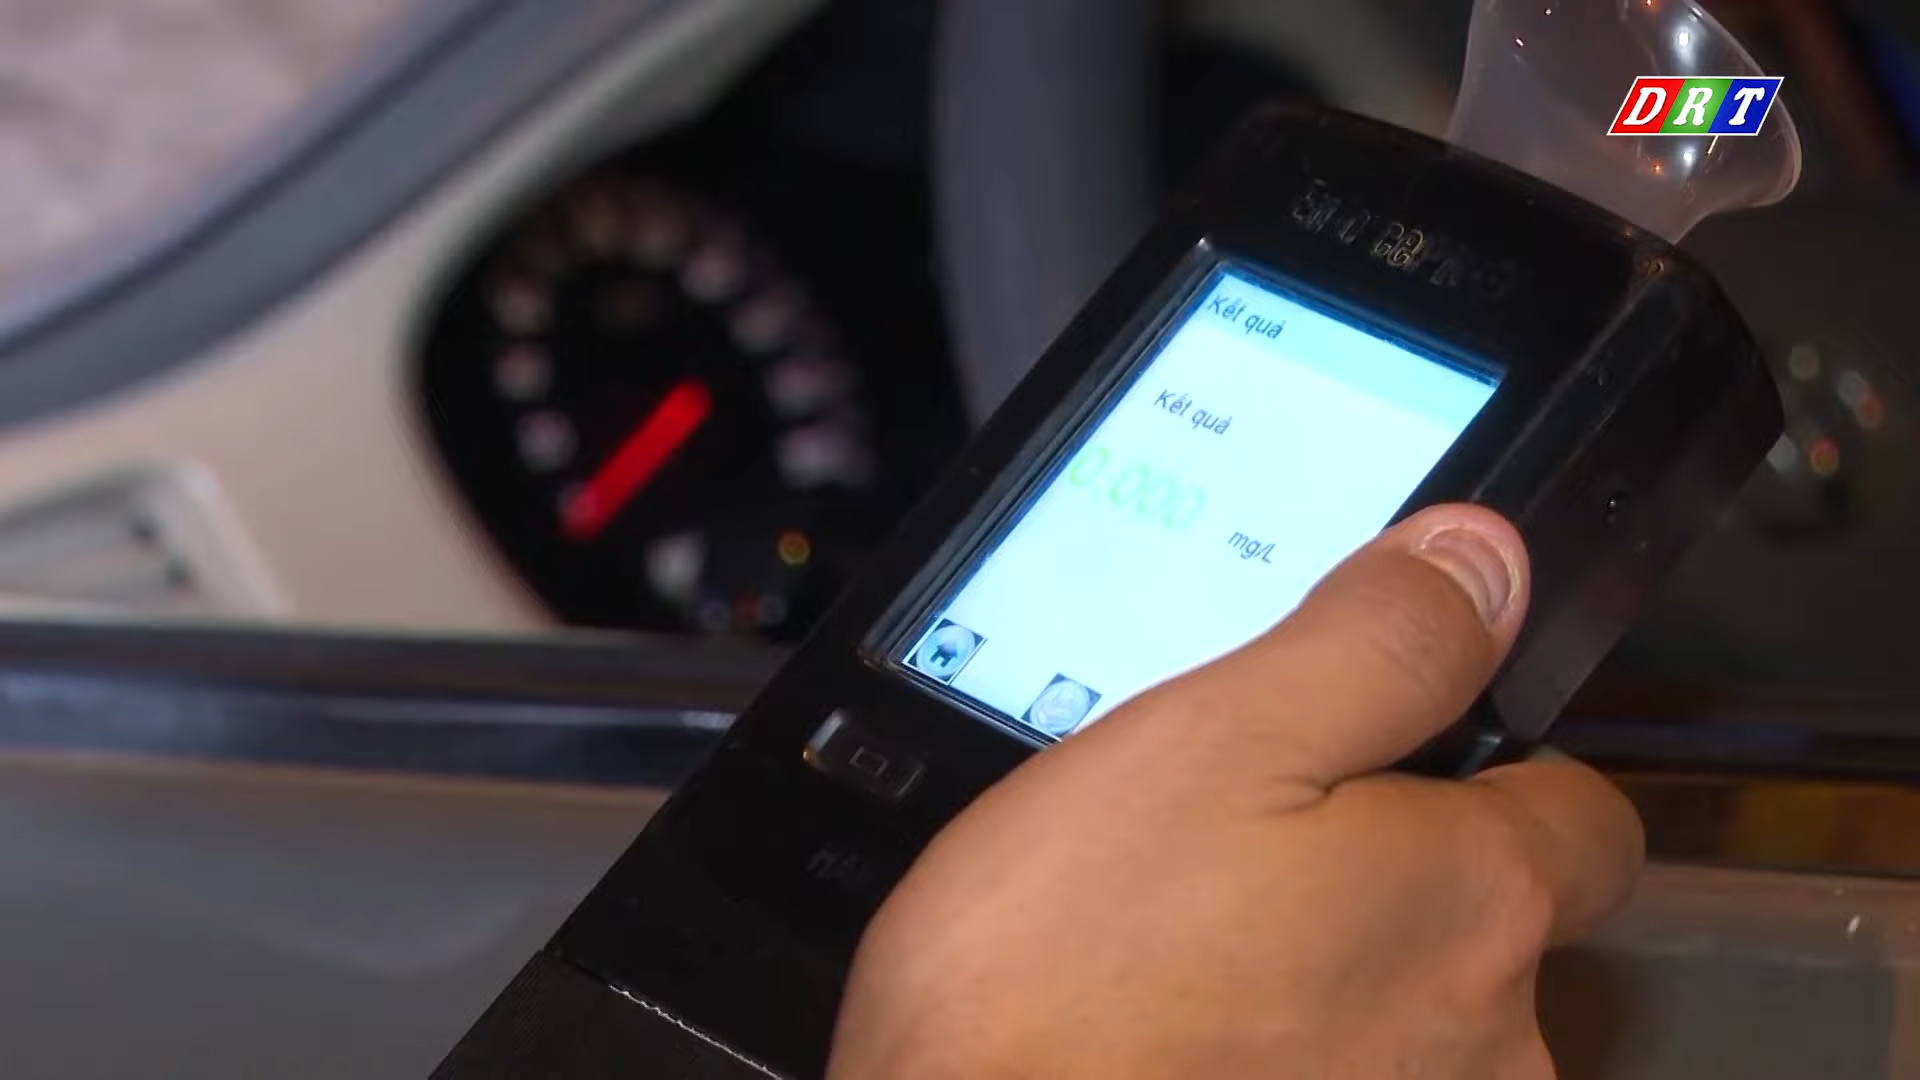 DRT
Kết quả
Kết quả
0.000
mg/L